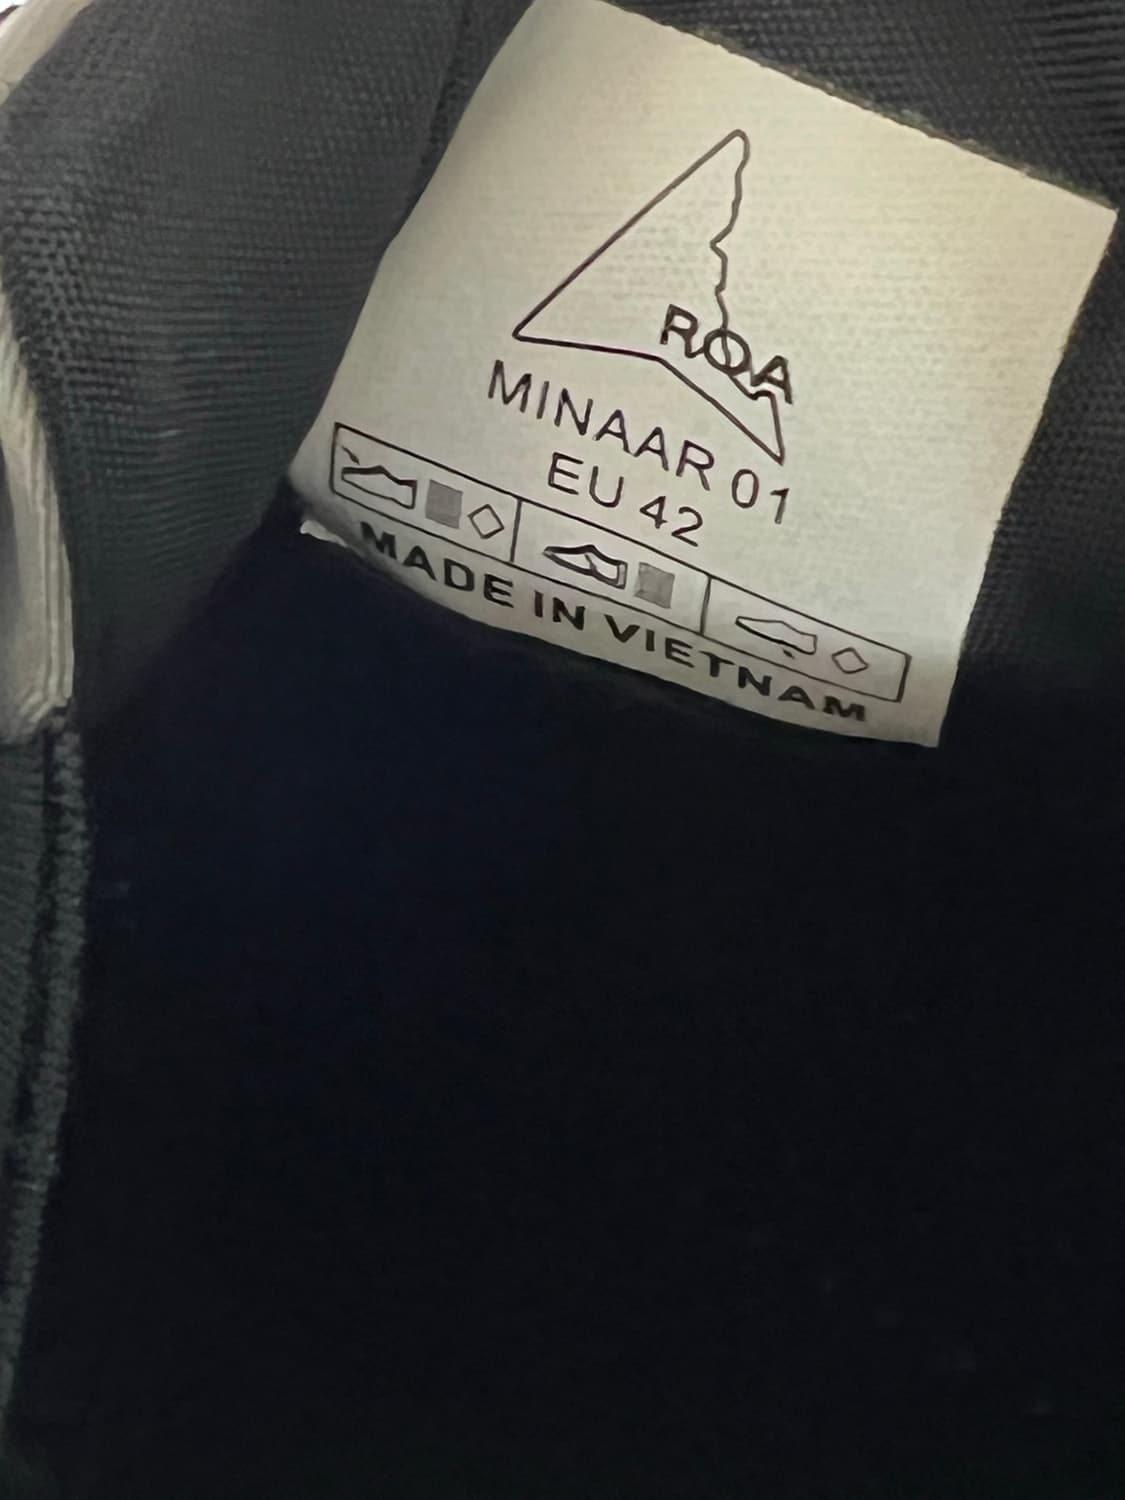 ROA
MINAAR 01
EU 42
MADE IN VIETNAM